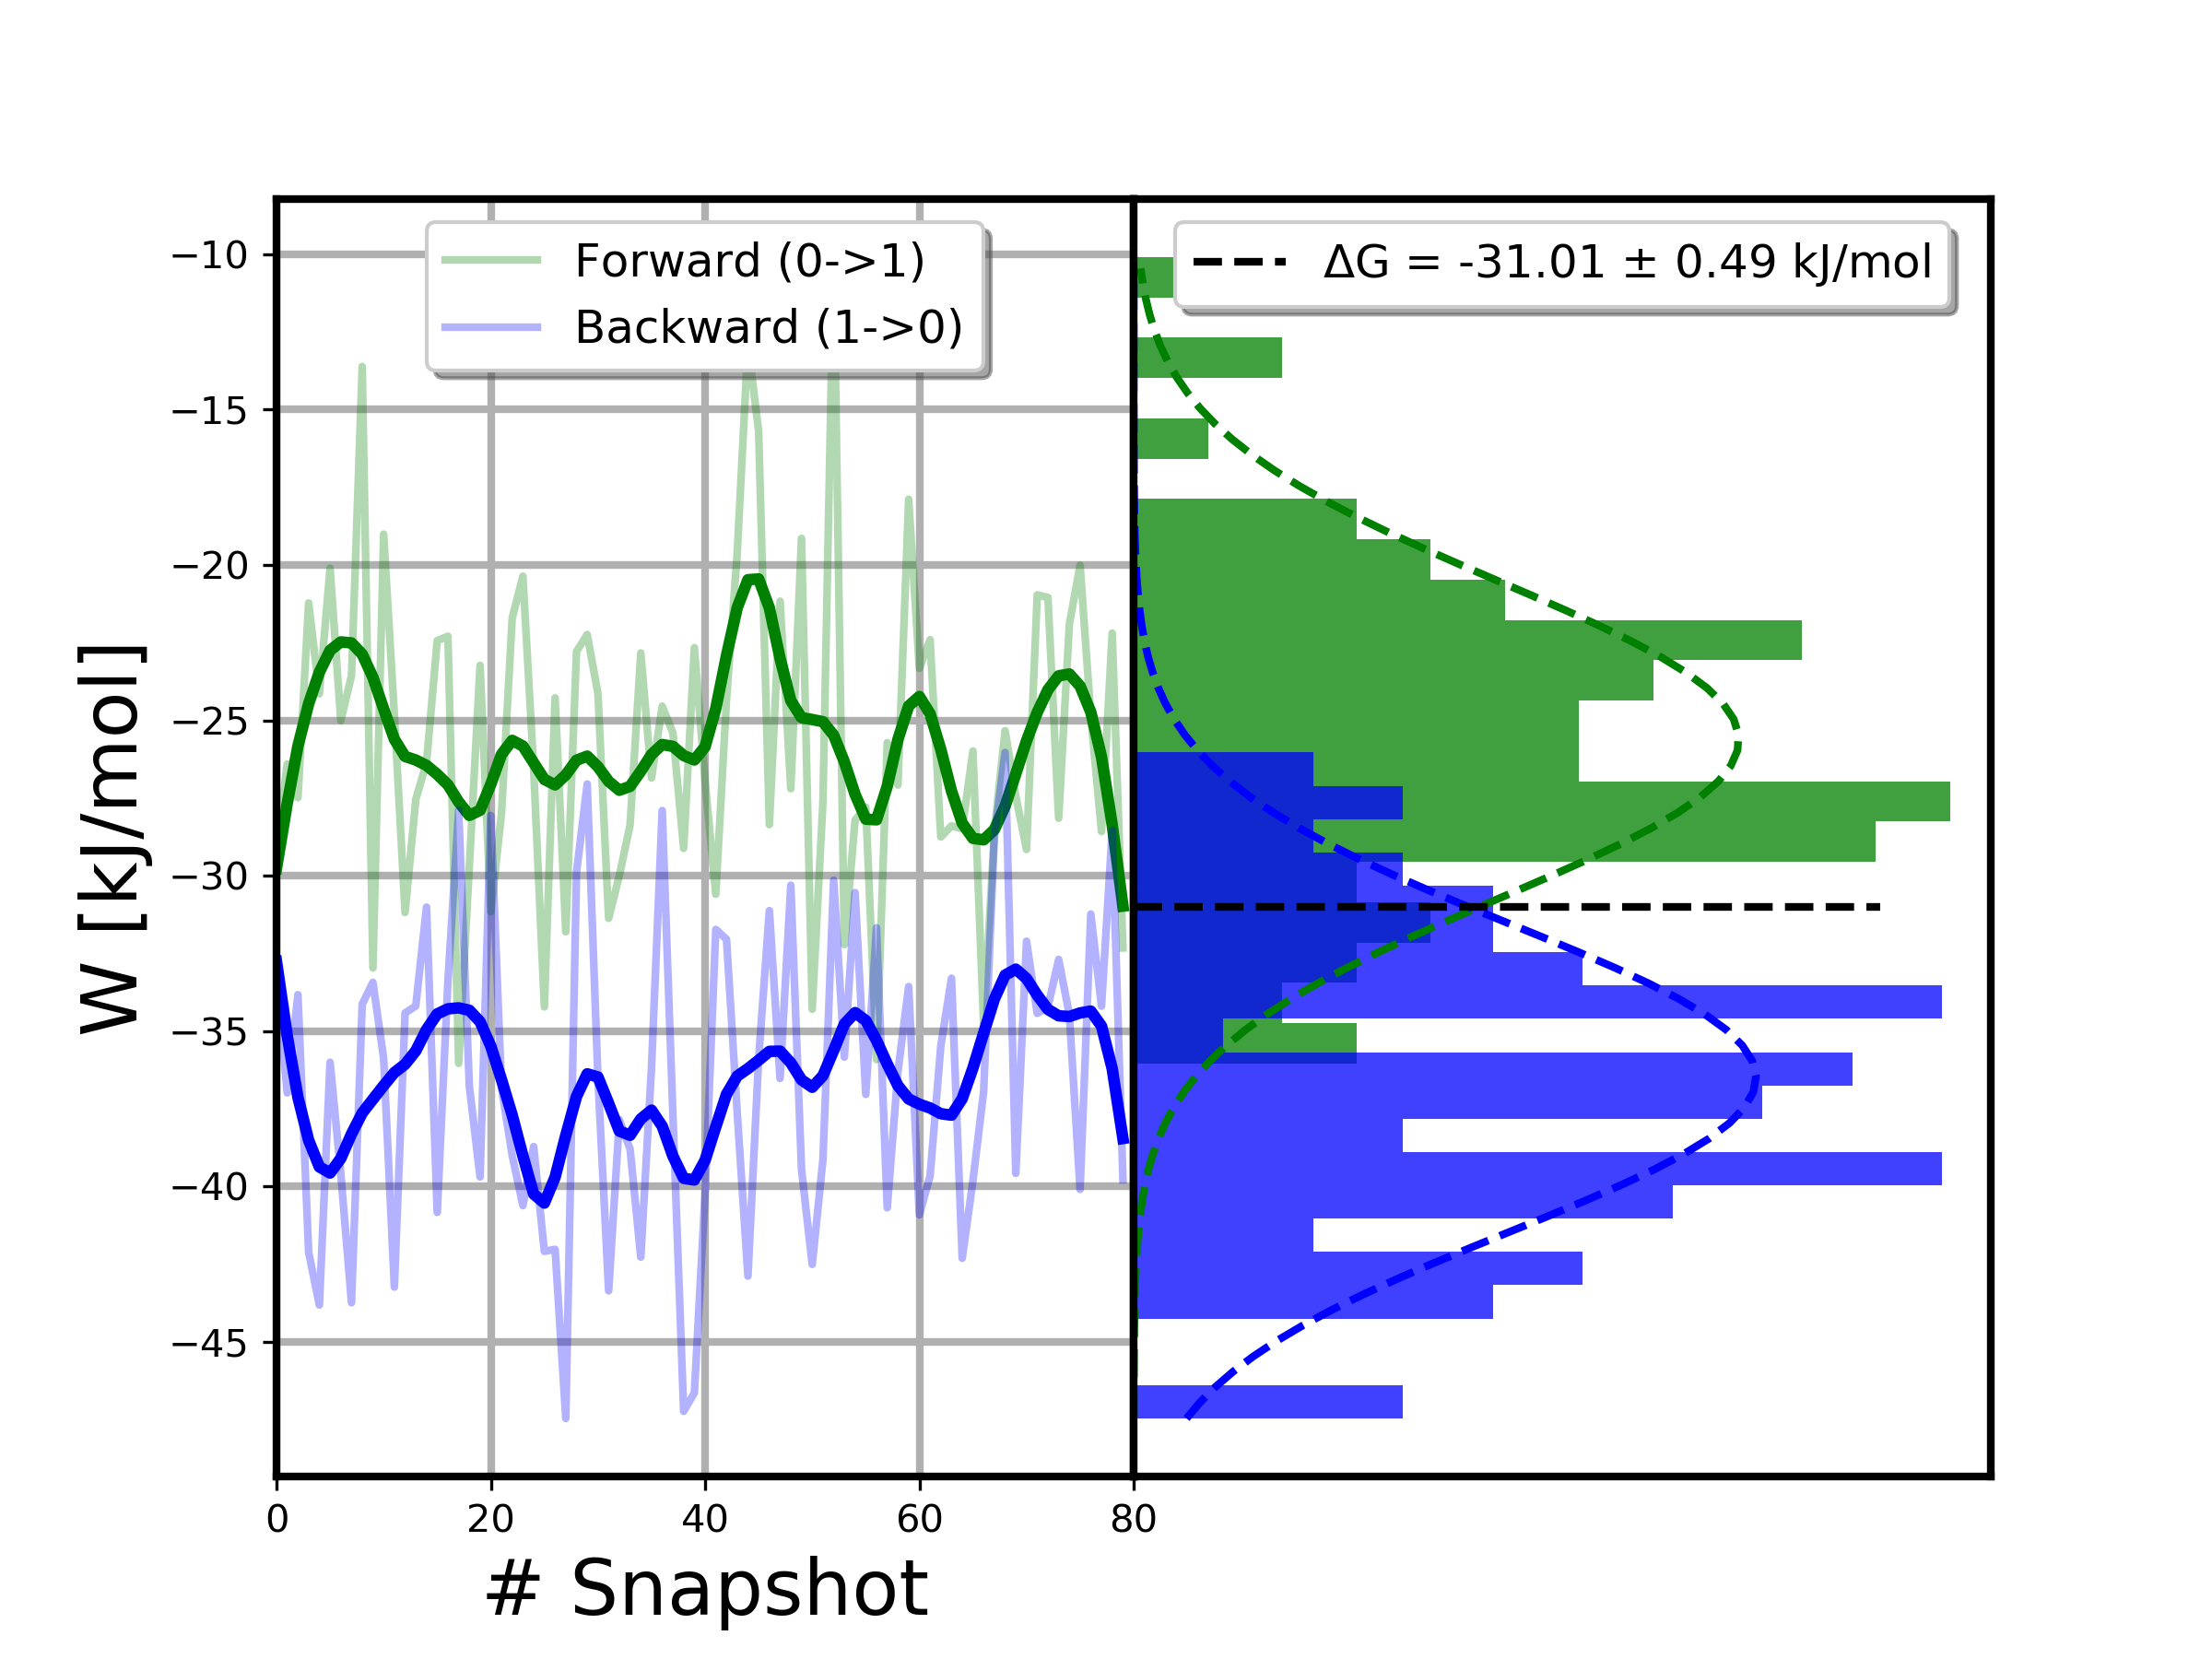 Forward (0->1)
Backward (1->0)
ΔG = -31.01 ± 0.49 kJ/mol
W [kJ/mol]
−10
−15
−20
−25
−30
−35
−40
−45
0 20 40 60 80
# Snapshot